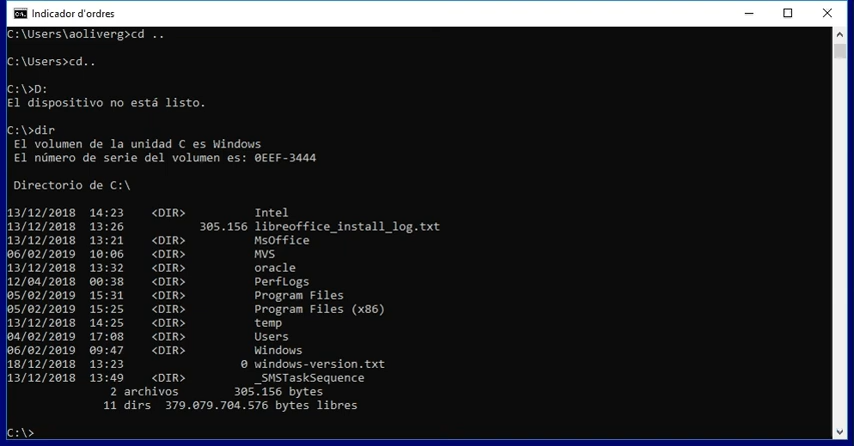 Indicador d'ordres
C:\Users\aoliverg>cd ..
C:\Users>cd..
C:\>D:
El dispositivo no está listo.
C:\>dir
El volumen de la unidad C es Windows
El número de serie del volumen es: 0EEF-3444
Directorio de C:\
13/12/2018 14:23 <DIR> Intel
13/12/2018 13:26 305.156 libreoffice_install_log.txt
13/12/2018 13:21 <DIR> MsOffice
06/02/2019 10:06 <DIR> MVS
13/12/2018 13:32 <DIR> oracle
12/04/2018 00:38 <DIR> PerfLogs
05/02/2019 15:31 <DIR> Program Files
05/02/2019 15:25 <DIR> Program Files (x86)
13/12/2018 14:25 <DIR> temp
04/02/2019 17:08 <DIR> Users
06/02/2019 09:47 <DIR> Windows
18/12/2018 13:23 0 windows-version.txt
13/12/2018 13:49 <DIR> _SMSTaskSequence
2 archivos 305.156 bytes
11 dirs 379.079.704.576 bytes libres
C:\>